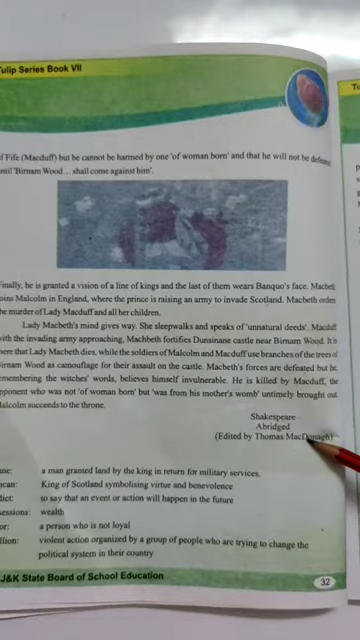 Tulip Series Book VII
f Fife (Macduff) but he cannot be harmed by one 'of woman born' and that he will not be defeated
ntil 'Birnam Wood... shall come against him'.
Finally, he is granted a vision of a line of kings and the last of them wears Banquo's face. Macbeth
oins Malcolm in England, where the prince is raising an army to invade Scotland. Macbeth orders
he murder of Lady Macduff and all her children.
Lady Macbeth's mind gives way. She sleepwalks and speaks of 'unnatural deeds'. Macduff
with the invading army approaching, Macbeth fortifies Dunsinane castle near Birnam Wood. It is
here that Lady Macbeth dies, while the soldiers of Malcolm and Macduff use branches of the trees of
Birnam Wood as camouflage for their assault on the castle. Macbeth's forces are defeated but he,
emembering the witches' words, believes himself invulnerable. He is killed by Macduff, the
pponent who was not 'of woman born' but 'was from his mother's womb' untimely brought out.
Malcolm succeeds to the throne.
Shakespeare
Abridged
(Edited by Thomas MacDonagh)
ane: a man granted land by the king in return for military services.
ncan: King of Scotland symbolising virtue and benevolence
dict: to say that an event or action will happen in the future
sessions: wealth
or: a person who is not loyal
llion: violent action organized by a group of people who are trying to change the
political system in their country
J&K State Board of School Education
32